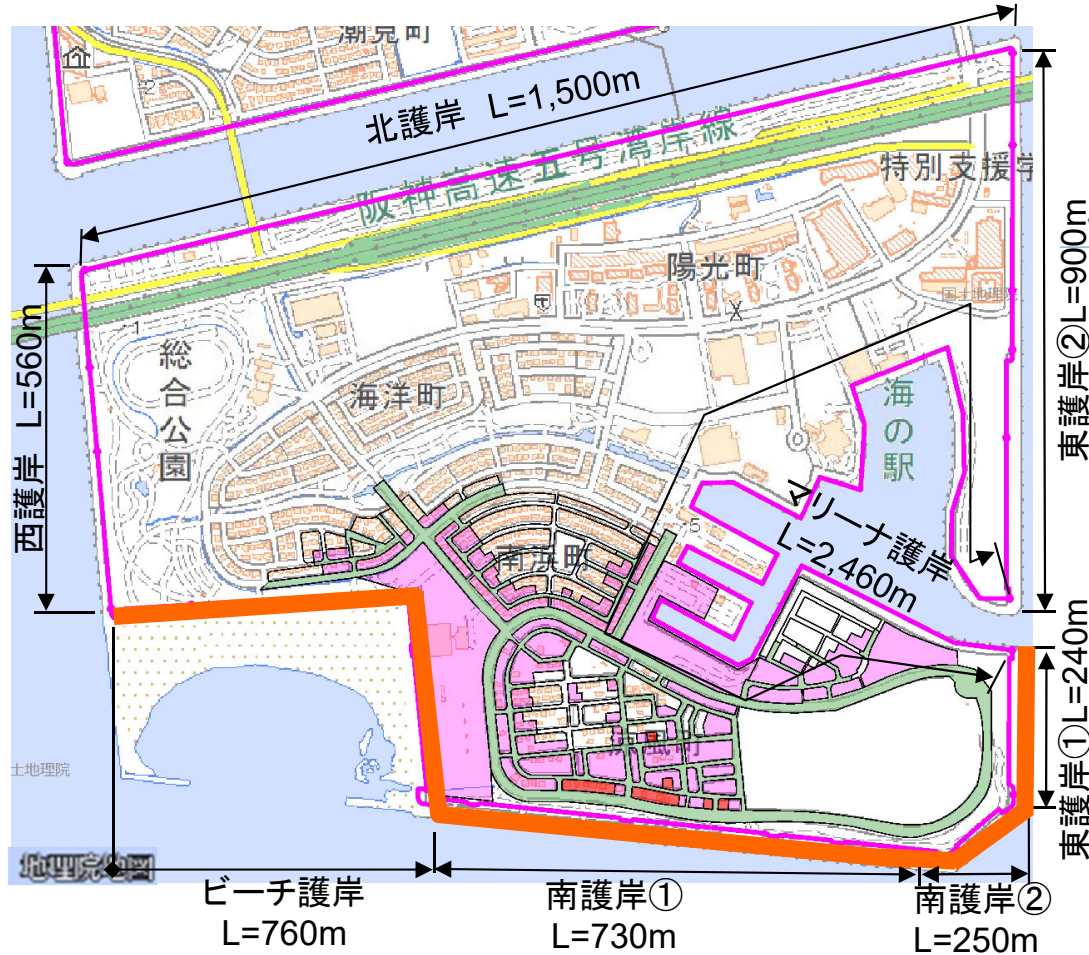 潮見町
北護岸 L=1,500m
阪神高速五号湾岸線
特別支援学
陽光町
国土地理院
東護岸②L=900m
総合公園
西護岸 L=560m
海洋町
海の駅
マリーナ護岸
L=2,460m
南浜町
涼風町
東護岸①L=240m
土地理院
地理院地図
ビーチ護岸
L=760m
南護岸①
L=730m
南護岸②
L=250m